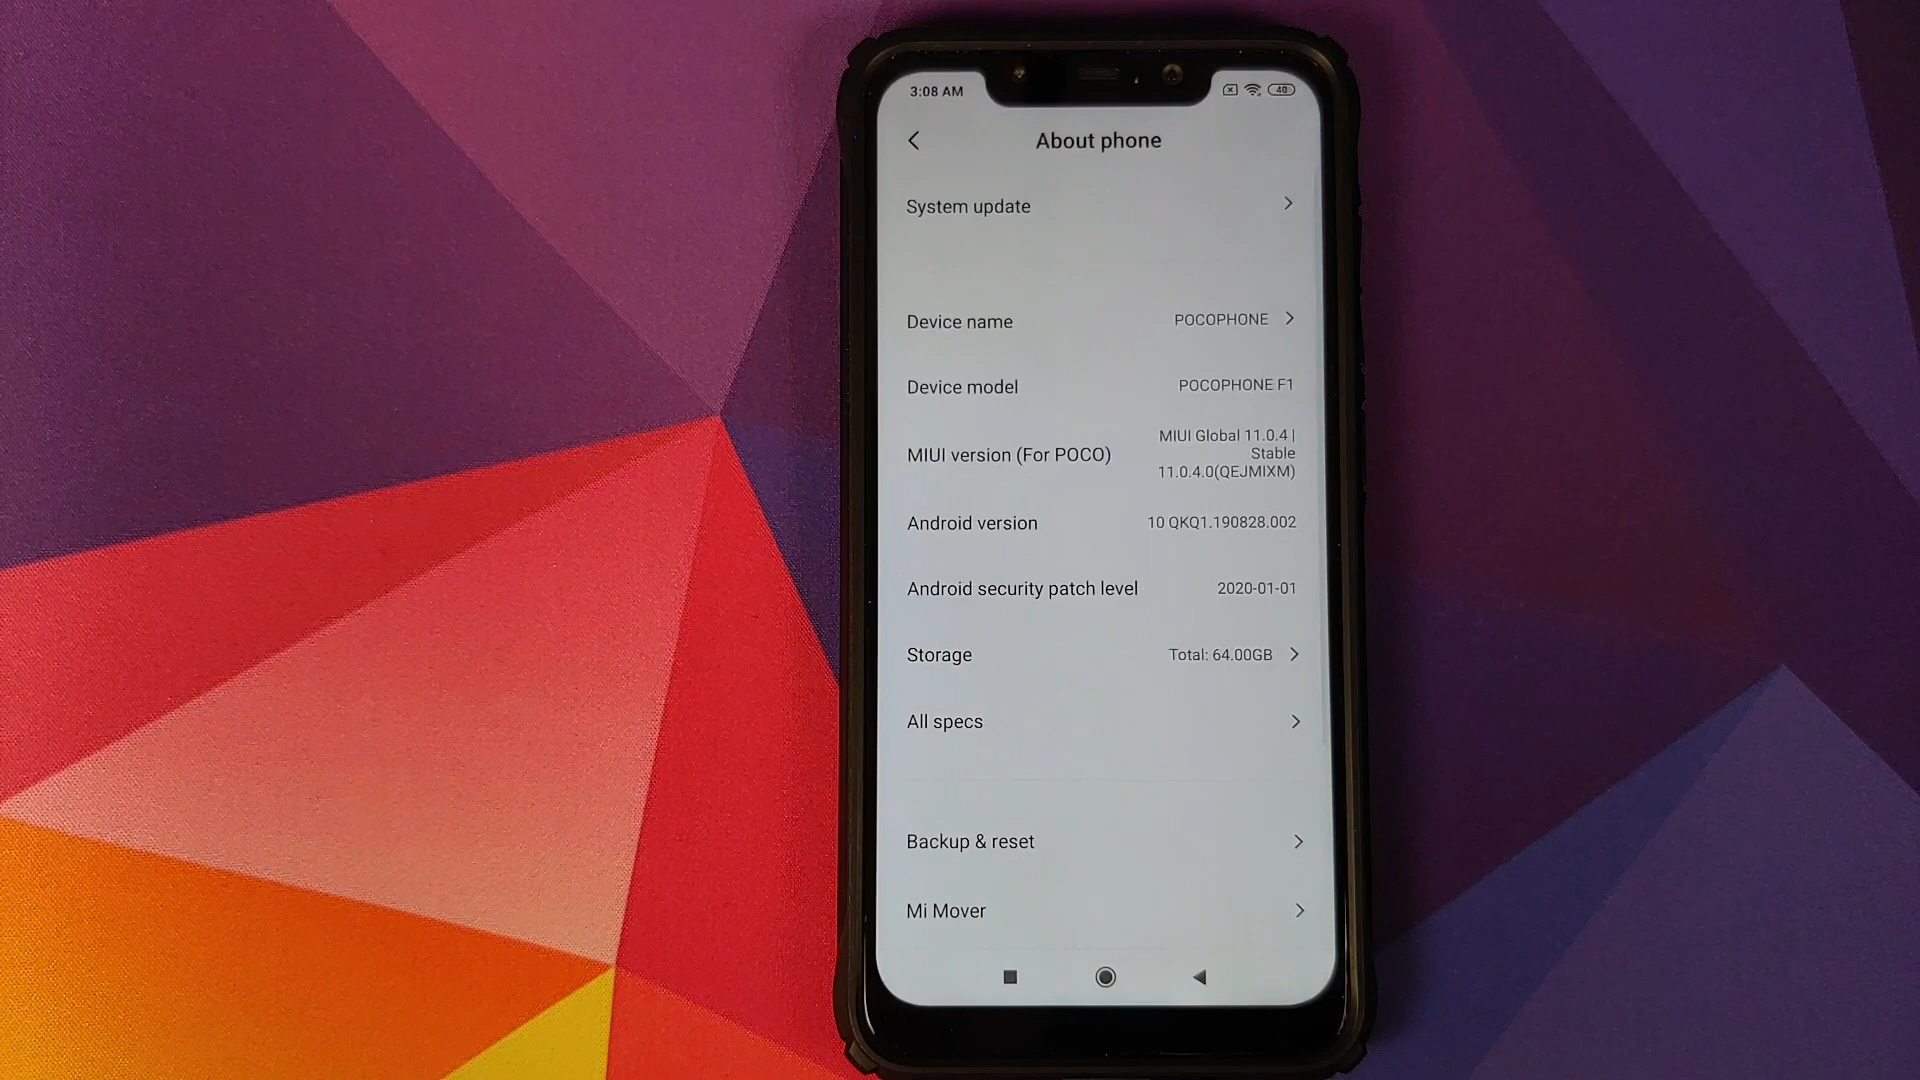 3:08 AM
40
About phone
System update
Device name POCOPHONE
Device model POCOPHONE F1
MIUI version (For POCO) MIUI Global 11.0.4 |
Stable
11.0.4.0(QEJMIXM)
Android version 10 QKQ1.190828.002
Android security patch level 2020-01-01
Storage Total: 64.00GB
All specs
Backup & reset
Mi Mover